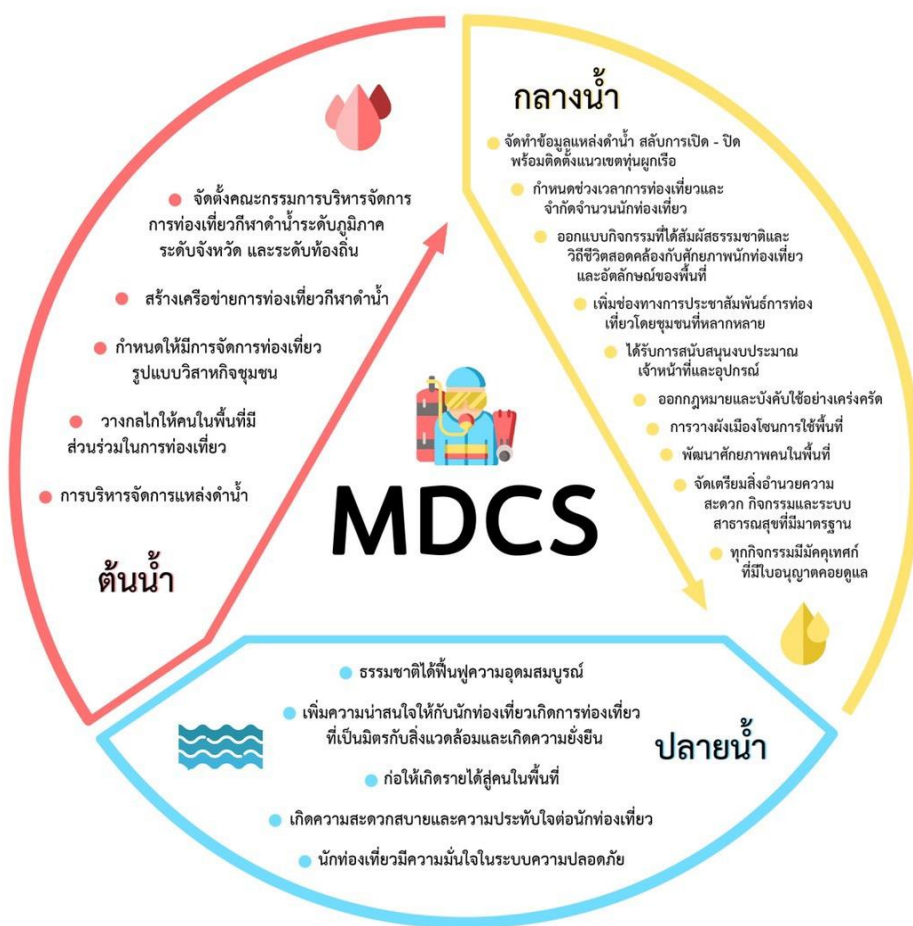 จัดตั้งคณะกรรมการบริหารจัดการ
การท่องเที่ยวกีฬาดำน้ำระดับภูมิภาค
ระดับจังหวัด และระดับท้องถิ่น
สร้างเครือข่ายการท่องเที่ยวกีฬาดำน้ำ
กำหนดให้มีการจัดการท่องเที่ยว
รูปแบบวิสาหกิจชุมชน
วางกลไกให้คนในพื้นที่มี
ส่วนร่วมในการท่องเที่ยว
การบริหารจัดการแหล่งดำน้ำ
ต้นน้ำ
กลางน้ำ
จัดทำข้อมูลแหล่งดำน้ำ สลับการเปิด - ปิด
พร้อมติดตั้งแนวเขตทุ่นผูกเรือ
กำหนดช่วงเวลาการท่องเที่ยวและ
จำกัดจำนวนนักท่องเที่ยว
ออกแบบกิจกรรมที่ได้สัมผัสธรรมชาติและ
วิถีชีวิตสอดคล้องกับศักยภาพนักท่องเที่ยว
และอัตลักษณ์ของพื้นที่
เพิ่มช่องทางการประชาสัมพันธ์การท่อง
เที่ยวโดยชุมชนที่หลากหลาย
ได้รับการสนับสนุนงบประมาณ
เจ้าหน้าที่และอุปกรณ์
ออกกฎหมายและบังคับใช้อย่างเคร่งครัด
การวางผังเมืองโซนการใช้พื้นที่
พัฒนาศักยภาพคนในพื้นที่
จัดเตรียมสิ่งอำนวยความ
สะดวก กิจกรรมและระบบ
สาธารณสุขที่มีมาตรฐาน
ทุกกิจกรรมมีมัคคุเทศก์
ที่มีใบอนุญาตคอยดูแล
MDCS
ธรรมชาติได้ฟื้นฟูความอุดมสมบูรณ์
เพิ่มความน่าสนใจให้กับนักท่องเที่ยวเกิดการท่องเที่ยว
ที่เป็นมิตรกับสิ่งแวดล้อมและเกิดความยั่งยืน
ปลายน้ำ
ก่อให้เกิดรายได้สู่คนในพื้นที่
เกิดความสะดวกสบายและความประทับใจต่อนักท่องเที่ยว
นักท่องเที่ยวมีความมั่นใจในระบบความปลอดภัย